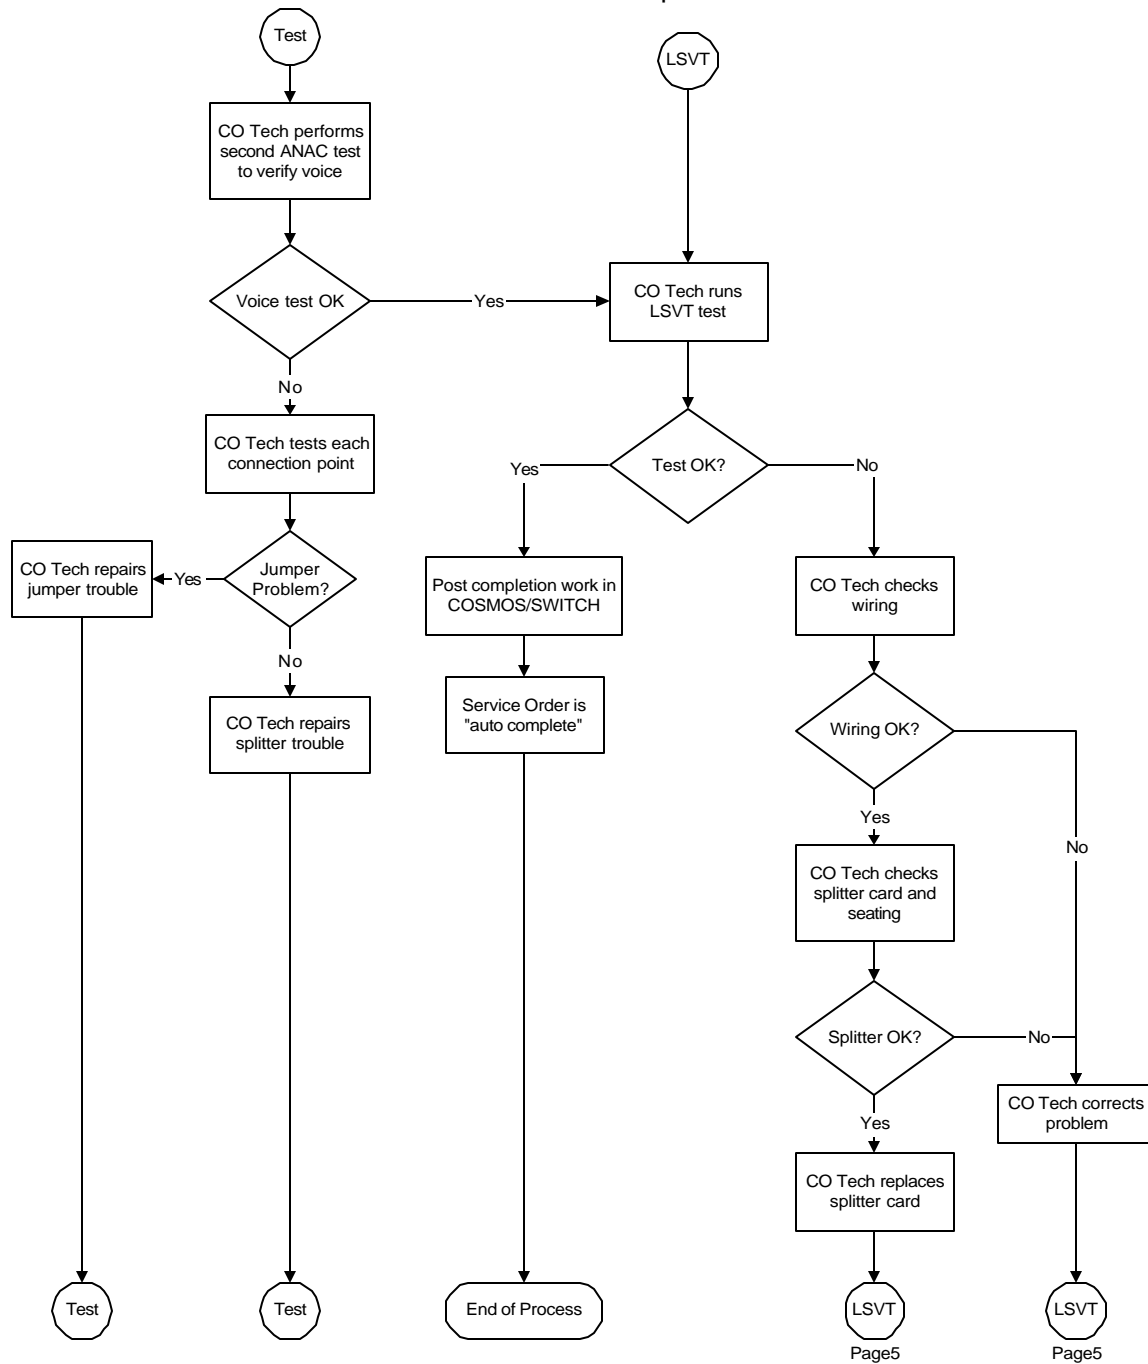 Test
LSVT
CO Tech performs
second ANAC test
to verify voice
Voice test OK
Yes
CO Tech runs
LSVT test
No
CO Tech tests each
connection point
Yes
Test OK?
No
CO Tech repairs
jumper trouble
Yes
Jumper
Problem?
Post completion work in
COSMOS/SWITCH
CO Tech checks
wiring
No
CO Tech repairs
splitter trouble
Service Order is
"auto complete"
Wiring OK?
Yes
No
CO Tech checks
splitter card and
seating
Splitter OK?
No
CO Tech corrects
problem
Yes
CO Tech replaces
splitter card
Test
Test
End of Process
LSVT
LSVT
Page5
Page5